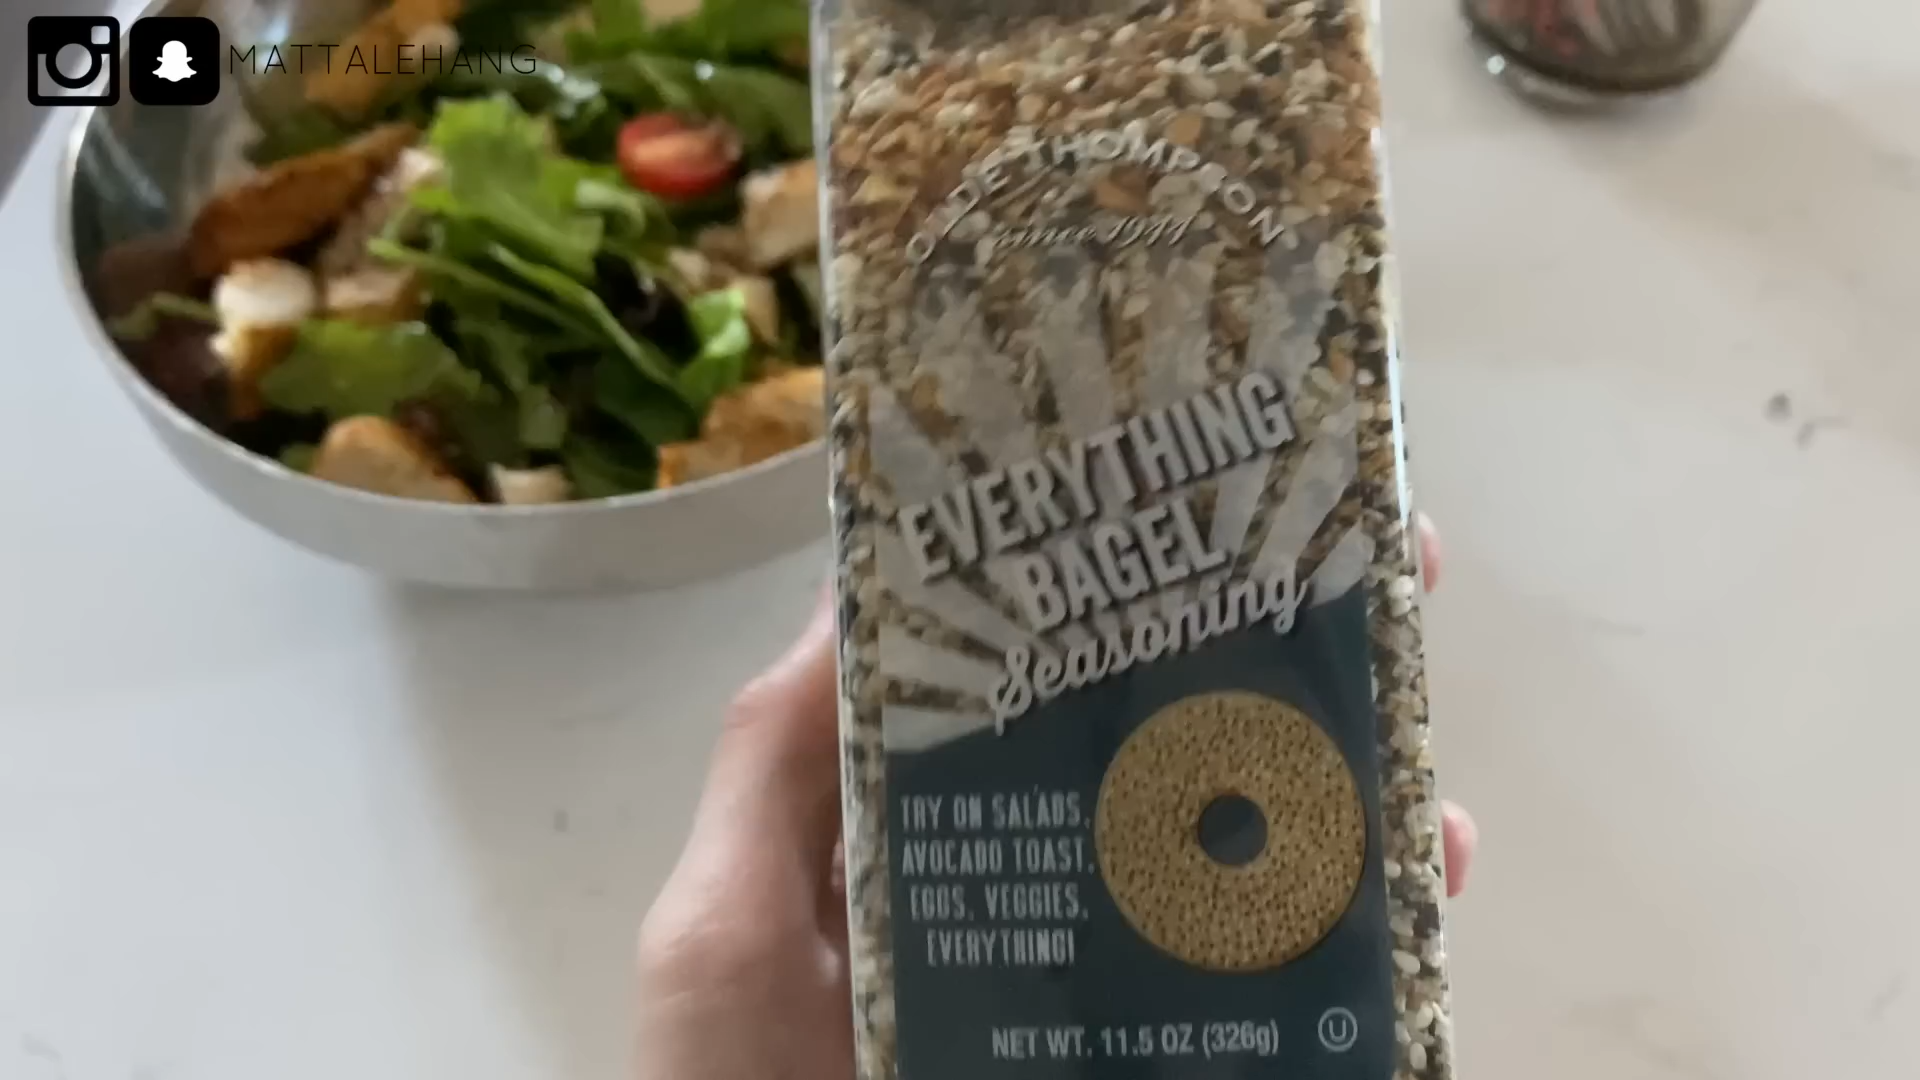 MATTALEHANG
OLDE THOMPSON
since 1944
EVERYTHING
BAGEL
Seasoning
TRY ON SALADS,
AVOCADO TOAST,
EGGS, VEGGIES,
EVERYTHING!
NET WT. 11.5 OZ (326g)
U